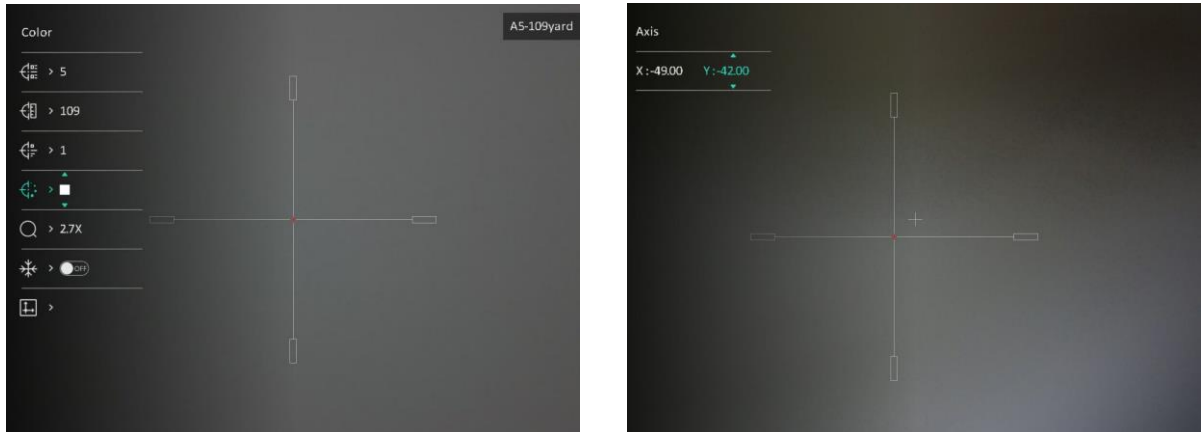 Color
A5-109yard
> 5
> 109
> 1
>
> 2.7X
> OFF
>
Axis
X :-49.00 Y :-42.00